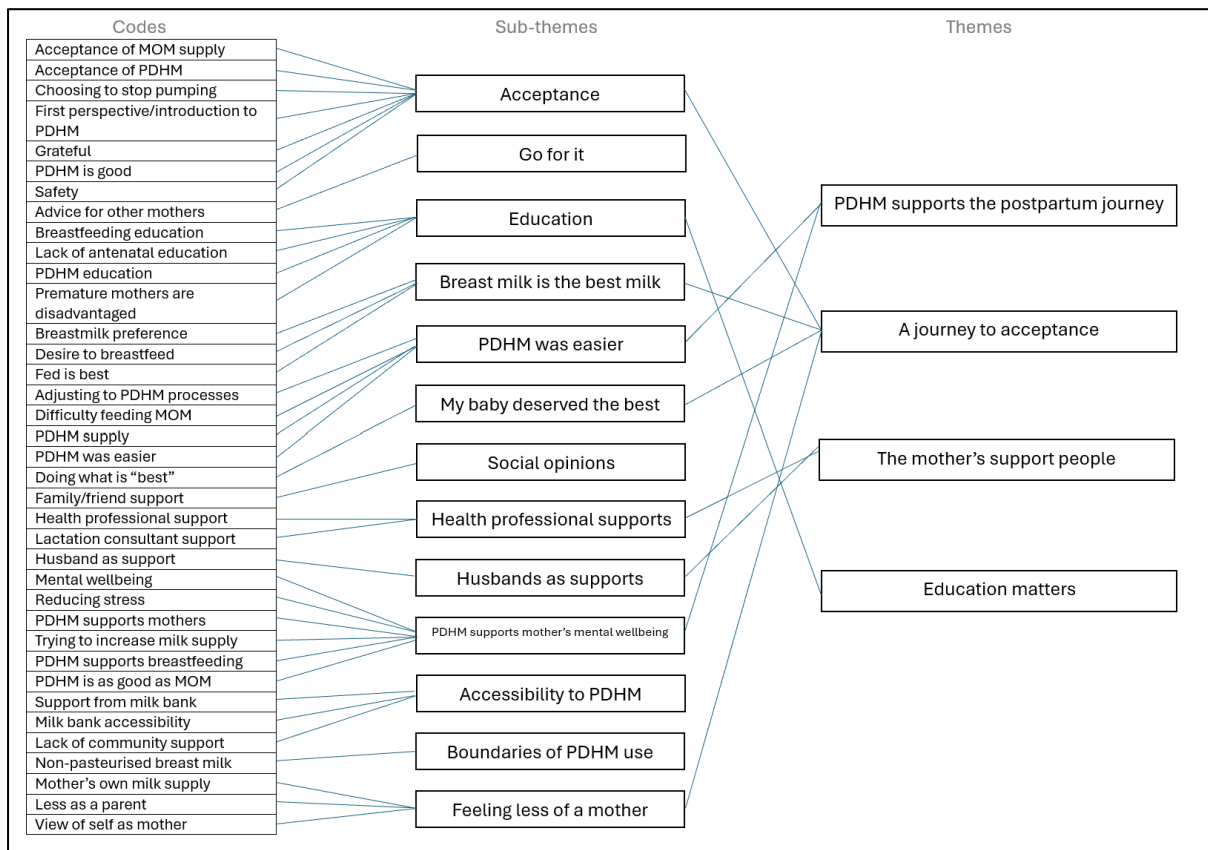 Codes
Sub-themes
Themes
Acceptance of MOM supply
Acceptance of PDHM
Choosing to stop pumping
First perspective/introduction to
PDHM
Grateful
PDHM is good
Safety
Advice for other mothers
Breastfeeding education
Lack of antenatal education
PDHM education
Premature mothers are
disadvantaged
Breastmilk preference
Desire to breastfeed
Fed is best
Adjusting to PDHM processes
Difficulty feeding MOM
PDHM supply
PDHM was easier
Doing what is “best”
Family/friend support
Health professional support
Lactation consultant support
Husband as support
Mental wellbeing
Reducing stress
PDHM supports mothers
Trying to increase milk supply
PDHM supports breastfeeding
PDHM is as good as MOM
Support from milk bank
Milk bank accessibility
Lack of community support
Non-pasteurised breast milk
Mother’s own milk supply
Less as a parent
View of self as mother
Acceptance
Go for it
Education
Breast milk is the best milk
PDHM was easier
My baby deserved the best
Social opinions
Health professional supports
Husbands as supports
PDHM supports mother’s mental wellbeing
Accessibility to PDHM
Boundaries of PDHM use
Feeling less of a mother
PDHM supports the postpartum journey
A journey to acceptance
The mother’s support people
Education matters